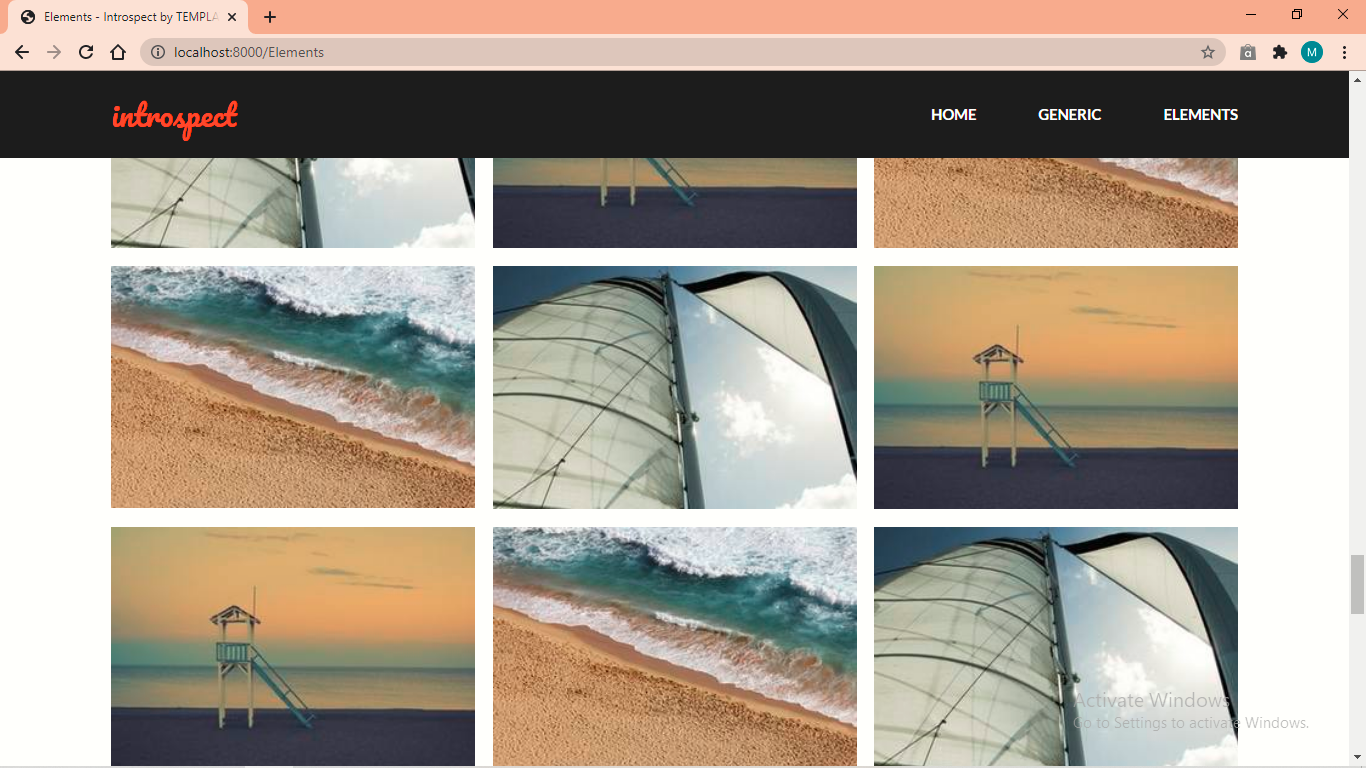 Elements - Introspect by TEMPLA
localhost:8000/Elements
M
introspect
HOME GENERIC ELEMENTS
Activate Windows
Go to Settings to activate Windows.